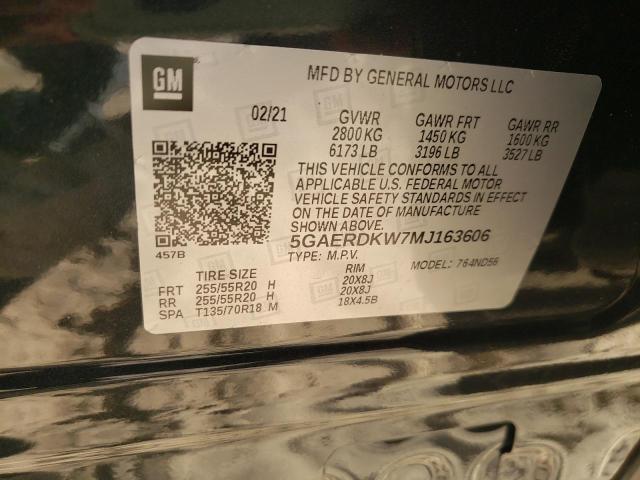 GM
MFD BY GENERAL MOTORS LLC
02/21
GVWR GAWR FRT GAWR RR
2800 KG 1450 KG 1600 KG
6173 LB 3196 LB 3527 LB
THIS VEHICLE CONFORMS TO ALL
APPLICABLE U.S. FEDERAL MOTOR
VEHICLE SAFETY STANDARDS IN EFFECT
ON THE DATE OF MANUFACTURE
SHOWN ABOVE.
457B
5GAERDKW7MJ163606
TYPE: M.P.V. MODEL: 764ND56
TIRE SIZE RIM
FRT 255/55R20 H 20X8J
RR 255/55R20 H 20X8J
SPA T135/70R18 M 18X4.5B